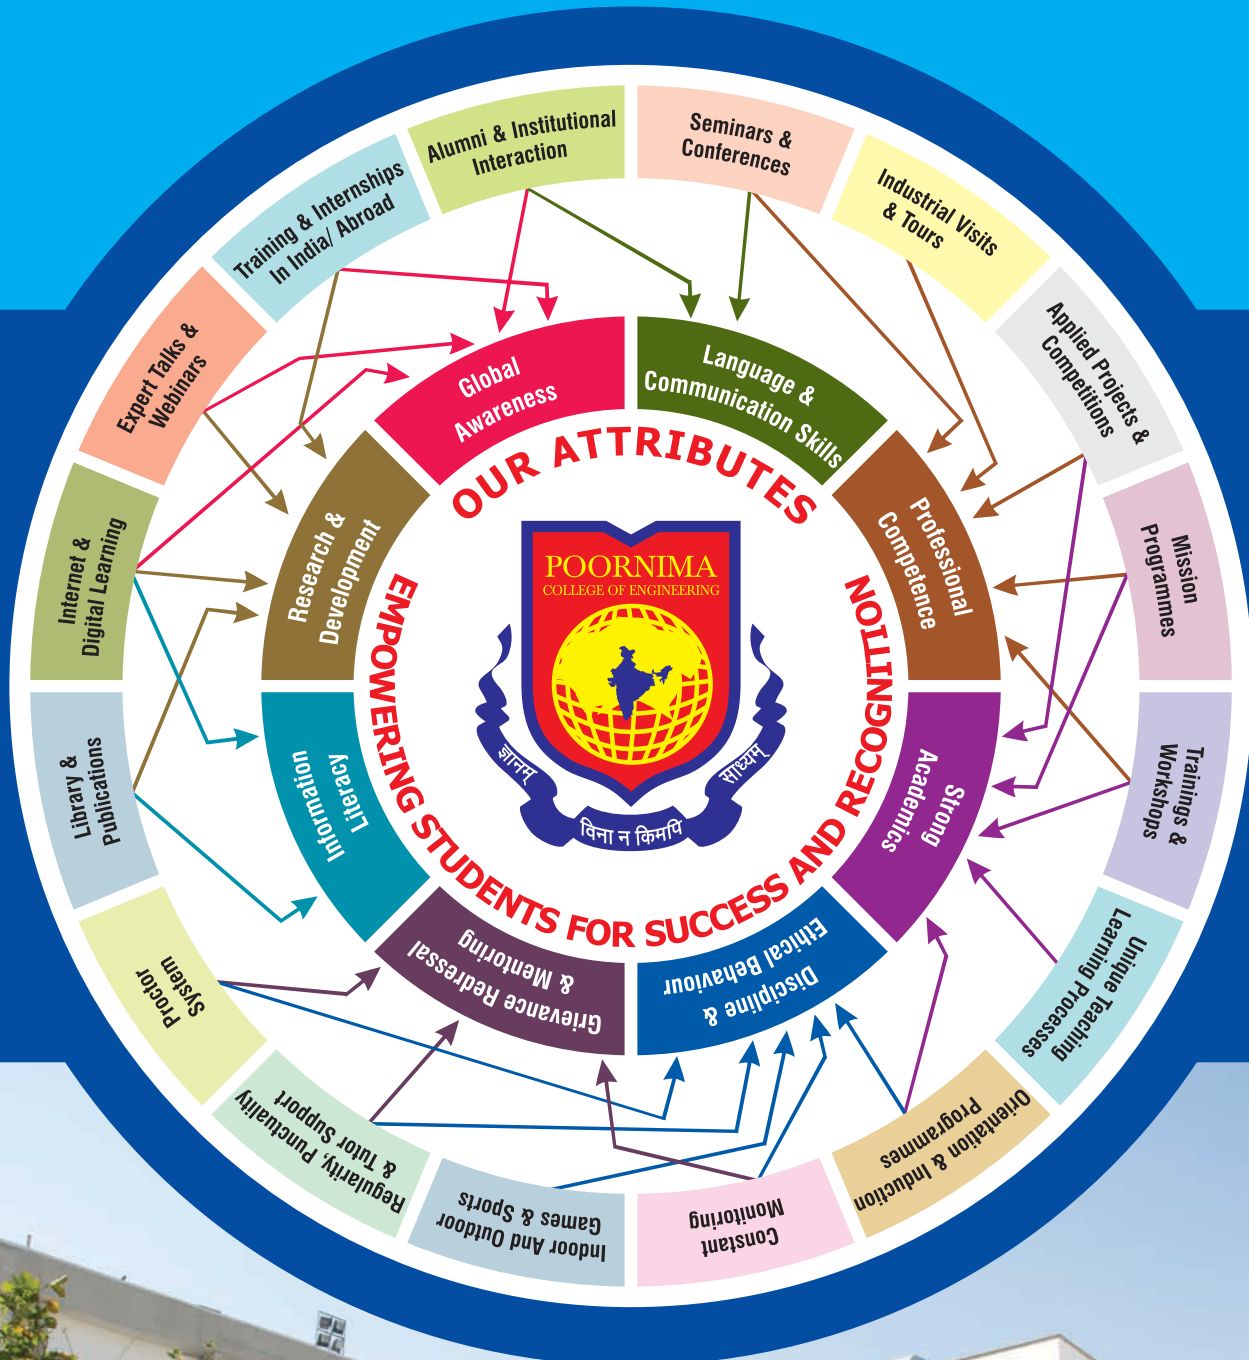 Alumni & Institutional
Interaction
Seminars &
Conferences
Industrial Visits
& Tours
Applied Projects &
Competitions
Mission
Programmes
Trainings &
Workshops
Unique Teaching
Learning Processes
Orientation & Induction
Programmes
Constant
Monitoring
Indoor And Outdoor
Games & Sports
Regularity, Punctuality
& Tutor Support
Proctor
System
Library &
Publications
Internet &
Digital Learning
Expert Talks &
Webinars
Training & Internships
In India/ Abroad
Global
Awareness
Language &
Communication Skills
Professional
Competence
Strong
Academics
Discipline &
Ethical Behaviour
Grievance Redressal
& Mentoring
Information
Literacy
Research &
Development
OUR ATTRIBUTES
EMPOWERING STUDENTS FOR SUCCESS AND RECOGNITION
POORNIMA
COLLEGE OF ENGINEERING
ज्ञानम्
विना न किमपि
साध्यम्